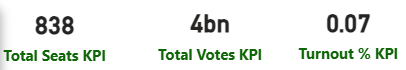 838 4bn 0.07
Total Seats KPI Total Votes KPI Turnout % KPI